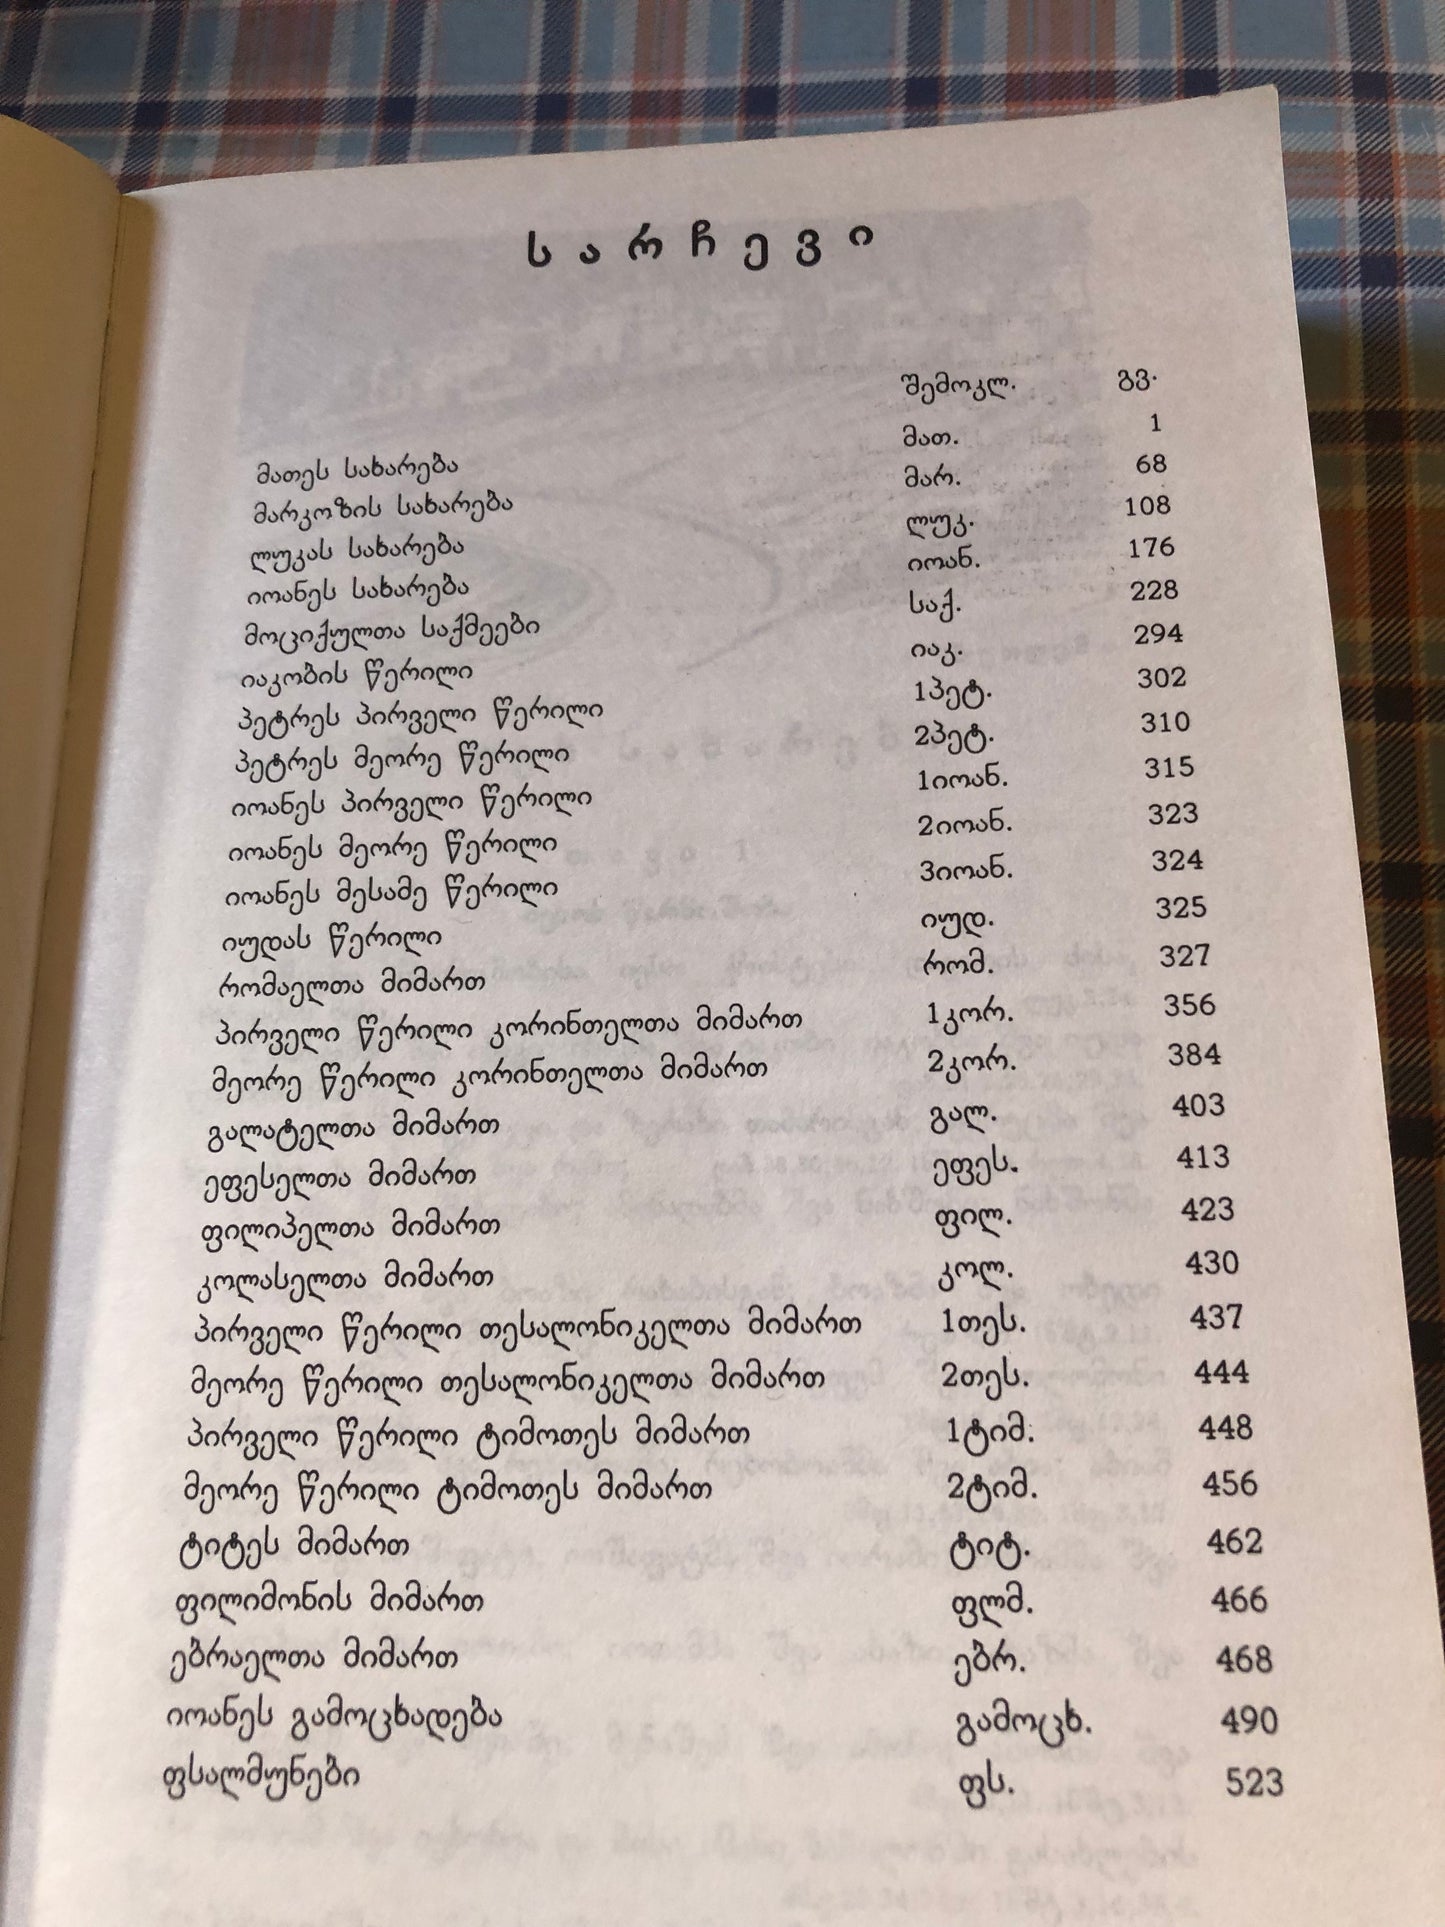 სარჩევი
შემოკლ. გვ.
მათეს სახარება მათ. 1
მარკოზის სახარება მარ. 68
ლუკას სახარება ლუკ. 108
იოანეს სახარება იოან. 176
მოციქულთა საქმეები საქ. 228
იაკობის წერილი იაკ. 294
პეტრეს პირველი წერილი 1პეტ. 302
პეტრეს მეორე წერილი 2პეტ. 310
იოანეს პირველი წერილი 1იოან. 315
იოანეს მეორე წერილი 2იოან. 323
იოანეს მესამე წერილი 3იოან. 324
იუდას წერილი იუდ. 325
რომაელთა მიმართ რომ. 327
პირველი წერილი კორინთელთა მიმართ 1კორ. 356
მეორე წერილი კორინთელთა მიმართ 2კორ. 384
გალატელთა მიმართ გალ. 403
ეფესელთა მიმართ ეფეს. 413
ფილიპელთა მიმართ ფილ. 423
კოლასელთა მიმართ კოლ. 430
პირველი წერილი თესალონიკელთა მიმართ 1თეს. 437
მეორე წერილი თესალონიკელთა მიმართ 2თეს. 444
პირველი წერილი ტიმოთეს მიმართ 1ტიმ. 448
მეორე წერილი ტიმოთეს მიმართ 2ტიმ. 456
ტიტეს მიმართ ტიტ. 462
ფილიმონის მიმართ ფლმ. 466
ებრაელთა მიმართ ებრ. 468
იოანეს გამოცხადება გამოცხ. 490
ფსალმუნები ფს. 523